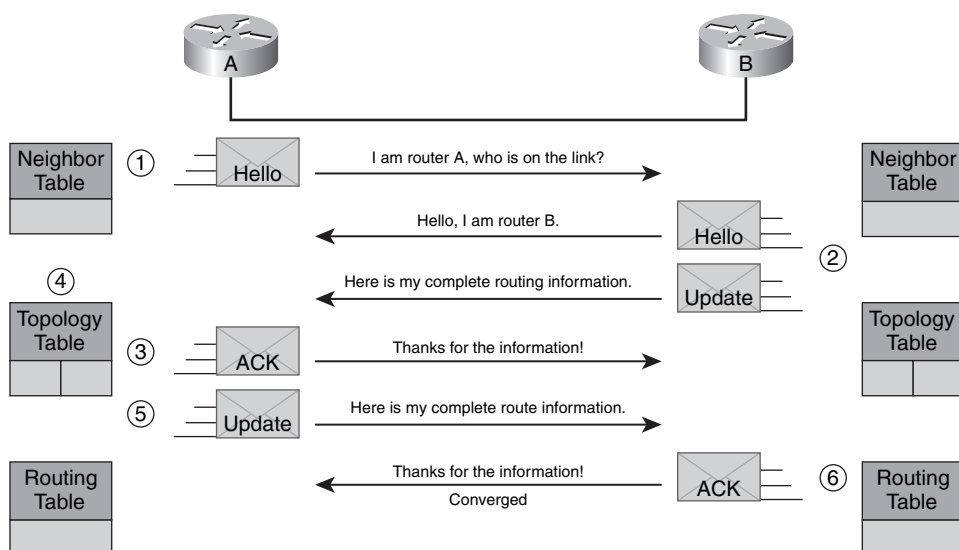 A
B
Neighbor
Table
1
Hello
I am router A, who is on the link?
Neighbor
Table
Hello, I am router B.
Hello
2
Here is my complete routing information.
Update
4
Topology
Table
3
ACK
Thanks for the information!
Topology
Table
5
Update
Here is my complete route information.
Routing
Table
Thanks for the information!
Converged
ACK
6
Routing
Table